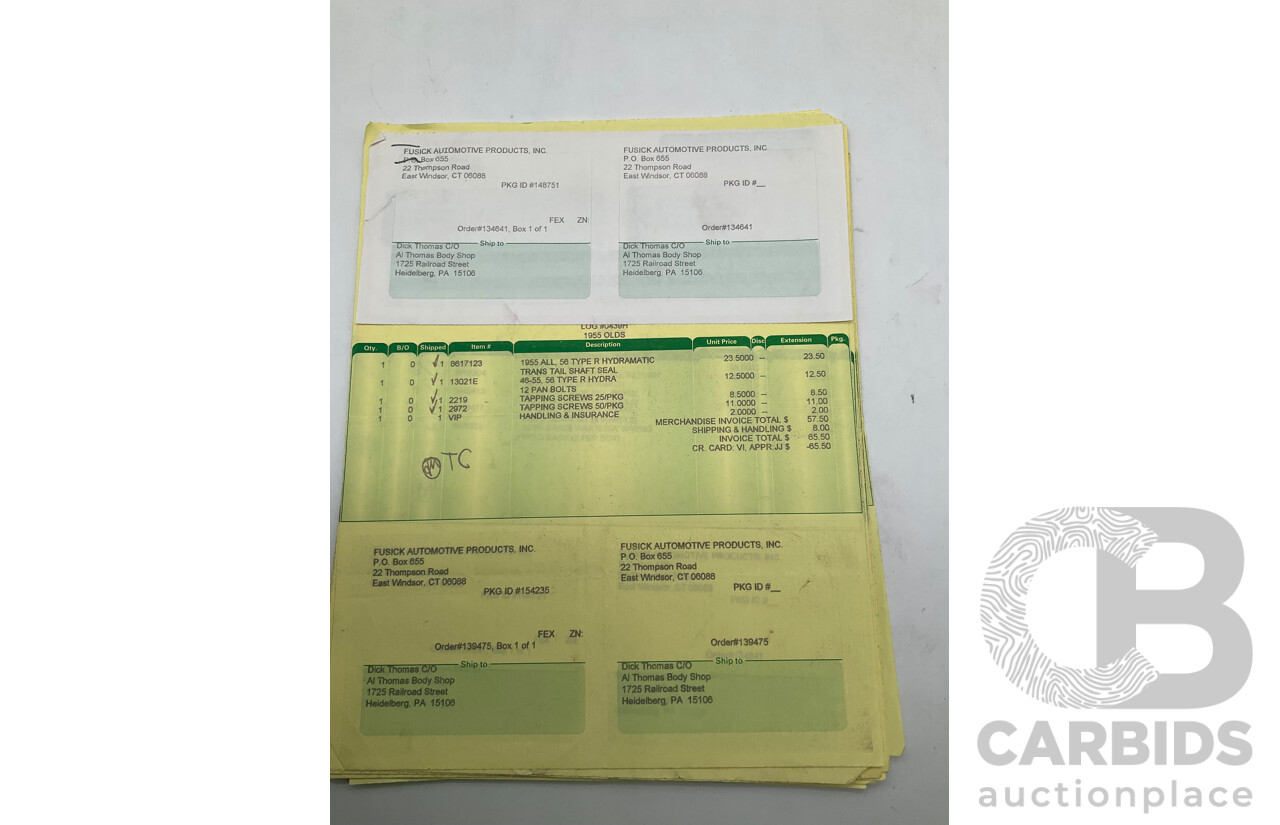 FUSICK AUTOMOTIVE PRODUCTS, INC.
P.O. Box 655
22 Thompson Road
East Windsor, CT 06088
PKG ID #148751
FEX ZN:
Order#134641, Box 1 of 1
Ship to
Dick Thomas C/O
Al Thomas Body Shop
1725 Railroad Street
Heidelberg, PA 15106
FUSICK AUTOMOTIVE PRODUCTS, INC.
P.O. Box 655
22 Thompson Road
East Windsor, CT 06088
PKG ID #__
Order#134641
Ship to
Dick Thomas C/O
Al Thomas Body Shop
1725 Railroad Street
Heidelberg, PA 15106
1955 OLDS
Qty. B/O Shipped Item # Description Unit Price Disc Extension Pkg.
1 0 1 8617123 1955 ALL, 56 TYPE R HYDRAMATIC 23.5000 -- 23.50
TRANS TAIL SHAFT SEAL
1 0 1 13021E 46-55, 56 TYPE R HYDRA 12.5000 -- 12.50
12 PAN BOLTS
1 0 1 2219 TAPPING SCREWS 25/PKG 8.5000 -- 8.50
1 0 1 2972 TAPPING SCREWS 50/PKG 11.0000 -- 11.00
1 0 1 VIP HANDLING & INSURANCE 2.0000 -- 2.00
MERCHANDISE INVOICE TOTAL $ 57.50
SHIPPING & HANDLING $ 8.00
INVOICE TOTAL $ 65.50
CR. CARD: VI, APPR:JJ $ -65.50
TC
FUSICK AUTOMOTIVE PRODUCTS, INC.
P.O. Box 655
22 Thompson Road
East Windsor, CT 06088
PKG ID #154235
FEX ZN:
Order#139475, Box 1 of 1
Ship to
Dick Thomas C/O
Al Thomas Body Shop
1725 Railroad Street
Heidelberg, PA 15106
FUSICK AUTOMOTIVE PRODUCTS, INC.
P.O. Box 655
22 Thompson Road
East Windsor, CT 06088
PKG ID #__
Order#139475
Ship to
Dick Thomas C/O
Al Thomas Body Shop
1725 Railroad Street
Heidelberg, PA 15106
CB
CARBIDS
auctionplace